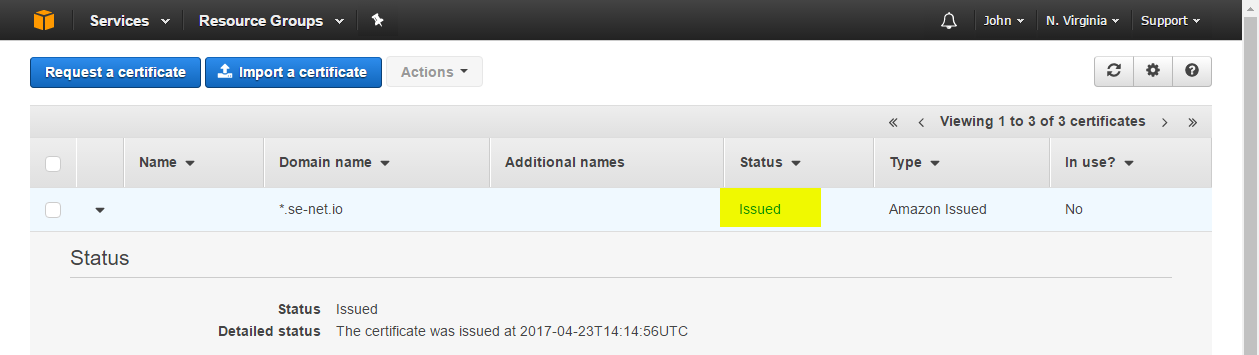 Services Resource Groups John N. Virginia Support
Request a certificate Import a certificate Actions
« ‹ Viewing 1 to 3 of 3 certificates › »
Name Domain name Additional names Status Type In use?
*.se-net.io Issued Amazon Issued No
Status
Status Issued
Detailed status The certificate was issued at 2017-04-23T14:14:56UTC